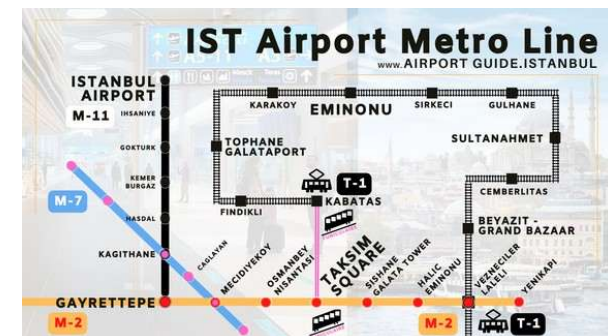 IST Airport Metro Line
www.AIRPORT GUIDE.ISTANBUL
ISTANBUL
AIRPORT
M-11
IHSANIYE
GOKTURK
KEMER
BURGAZ
M-7
HASDAL
KAGITHANE
CAGLAYAN
MECIDIYEKOY
GAYRETTEPE
M-2
KARAKOY
EMINONU
SIRKECI
GULHANE
TOPHANE
GALATAPORT
SULTANAHMET
T-1
CEMBERLITAS
FINDIKLI
KABATAS
BEYAZIT -
GRAND BAZAAR
OSMANBEY
NISANTASI
TAKSIM
SQUARE
SISHANE
GALATA TOWER
HALIC
EMINONU
VEZNECILER
LALELI
YENIKAPI
M-2
T-1